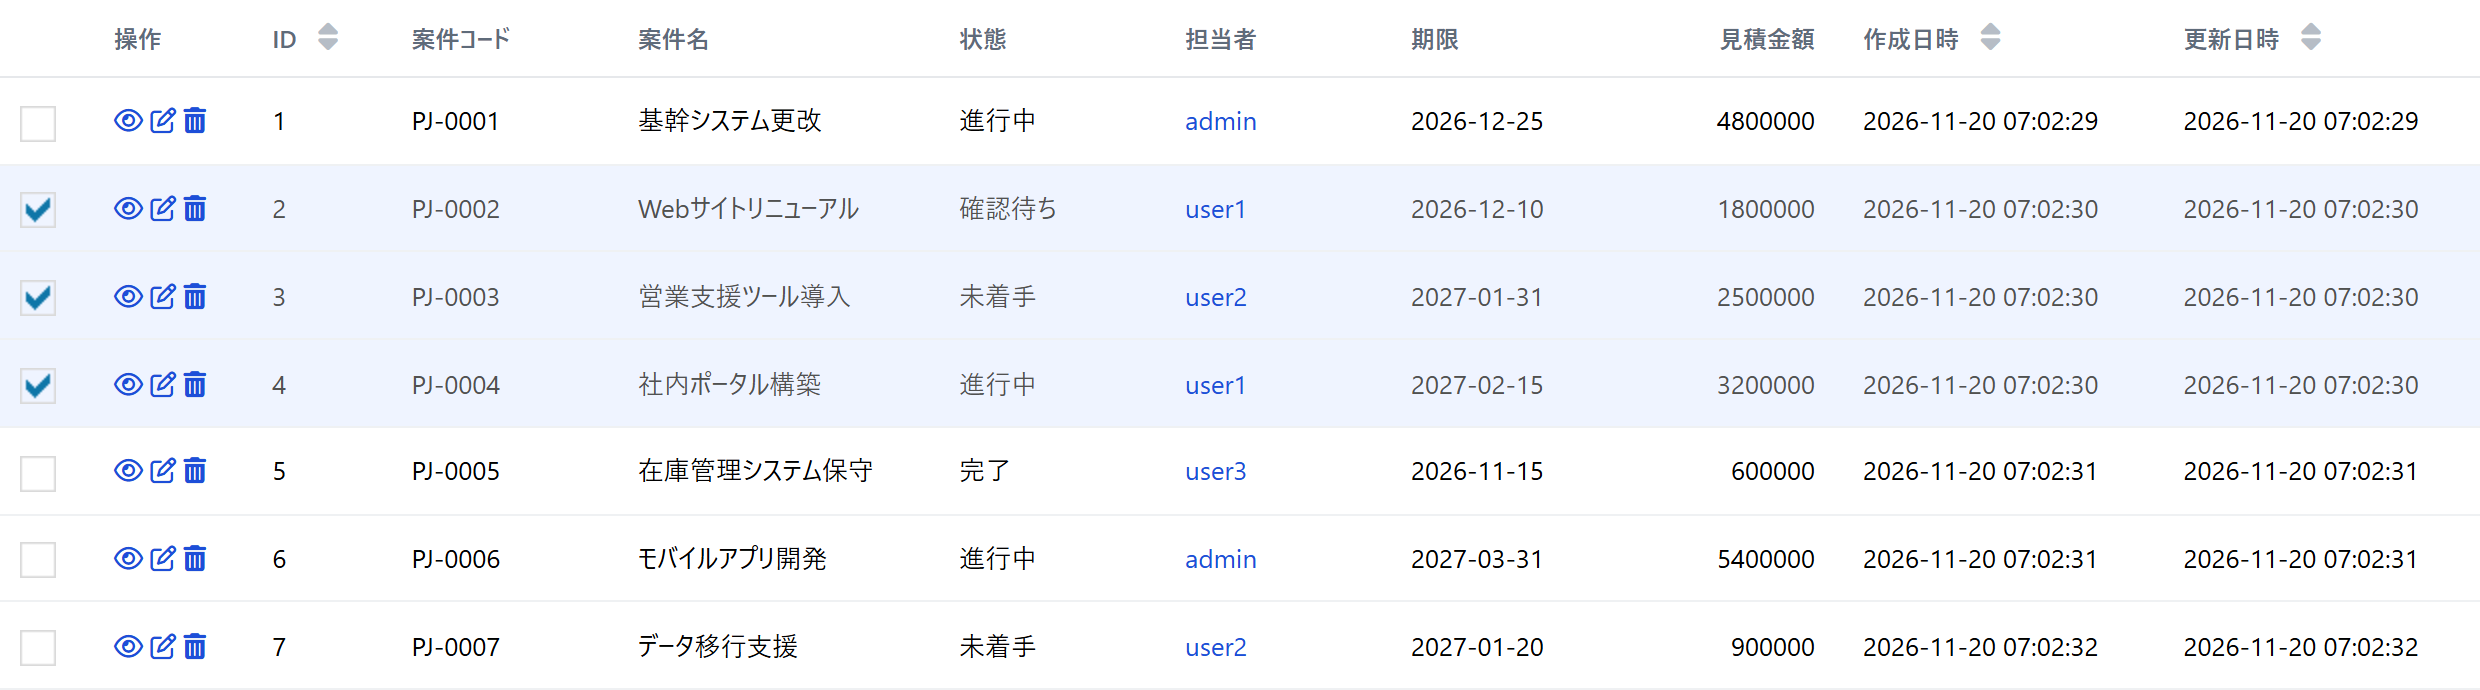 操作 ID 案件コード 案件名 状態 担当者 期限 見積金額 作成日時 更新日時
1 PJ-0001 基幹システム更改 進行中 admin 2026-12-25 4800000 2026-11-20 07:02:29 2026-11-20 07:02:29
2 PJ-0002 Webサイトリニューアル 確認待ち user1 2026-12-10 1800000 2026-11-20 07:02:30 2026-11-20 07:02:30
3 PJ-0003 営業支援ツール導入 未着手 user2 2027-01-31 2500000 2026-11-20 07:02:30 2026-11-20 07:02:30
4 PJ-0004 社内ポータル構築 進行中 user1 2027-02-15 3200000 2026-11-20 07:02:30 2026-11-20 07:02:30
5 PJ-0005 在庫管理システム保守 完了 user3 2026-11-15 600000 2026-11-20 07:02:31 2026-11-20 07:02:31
6 PJ-0006 モバイルアプリ開発 進行中 admin 2027-03-31 5400000 2026-11-20 07:02:31 2026-11-20 07:02:31
7 PJ-0007 データ移行支援 未着手 user2 2027-01-20 900000 2026-11-20 07:02:32 2026-11-20 07:02:32